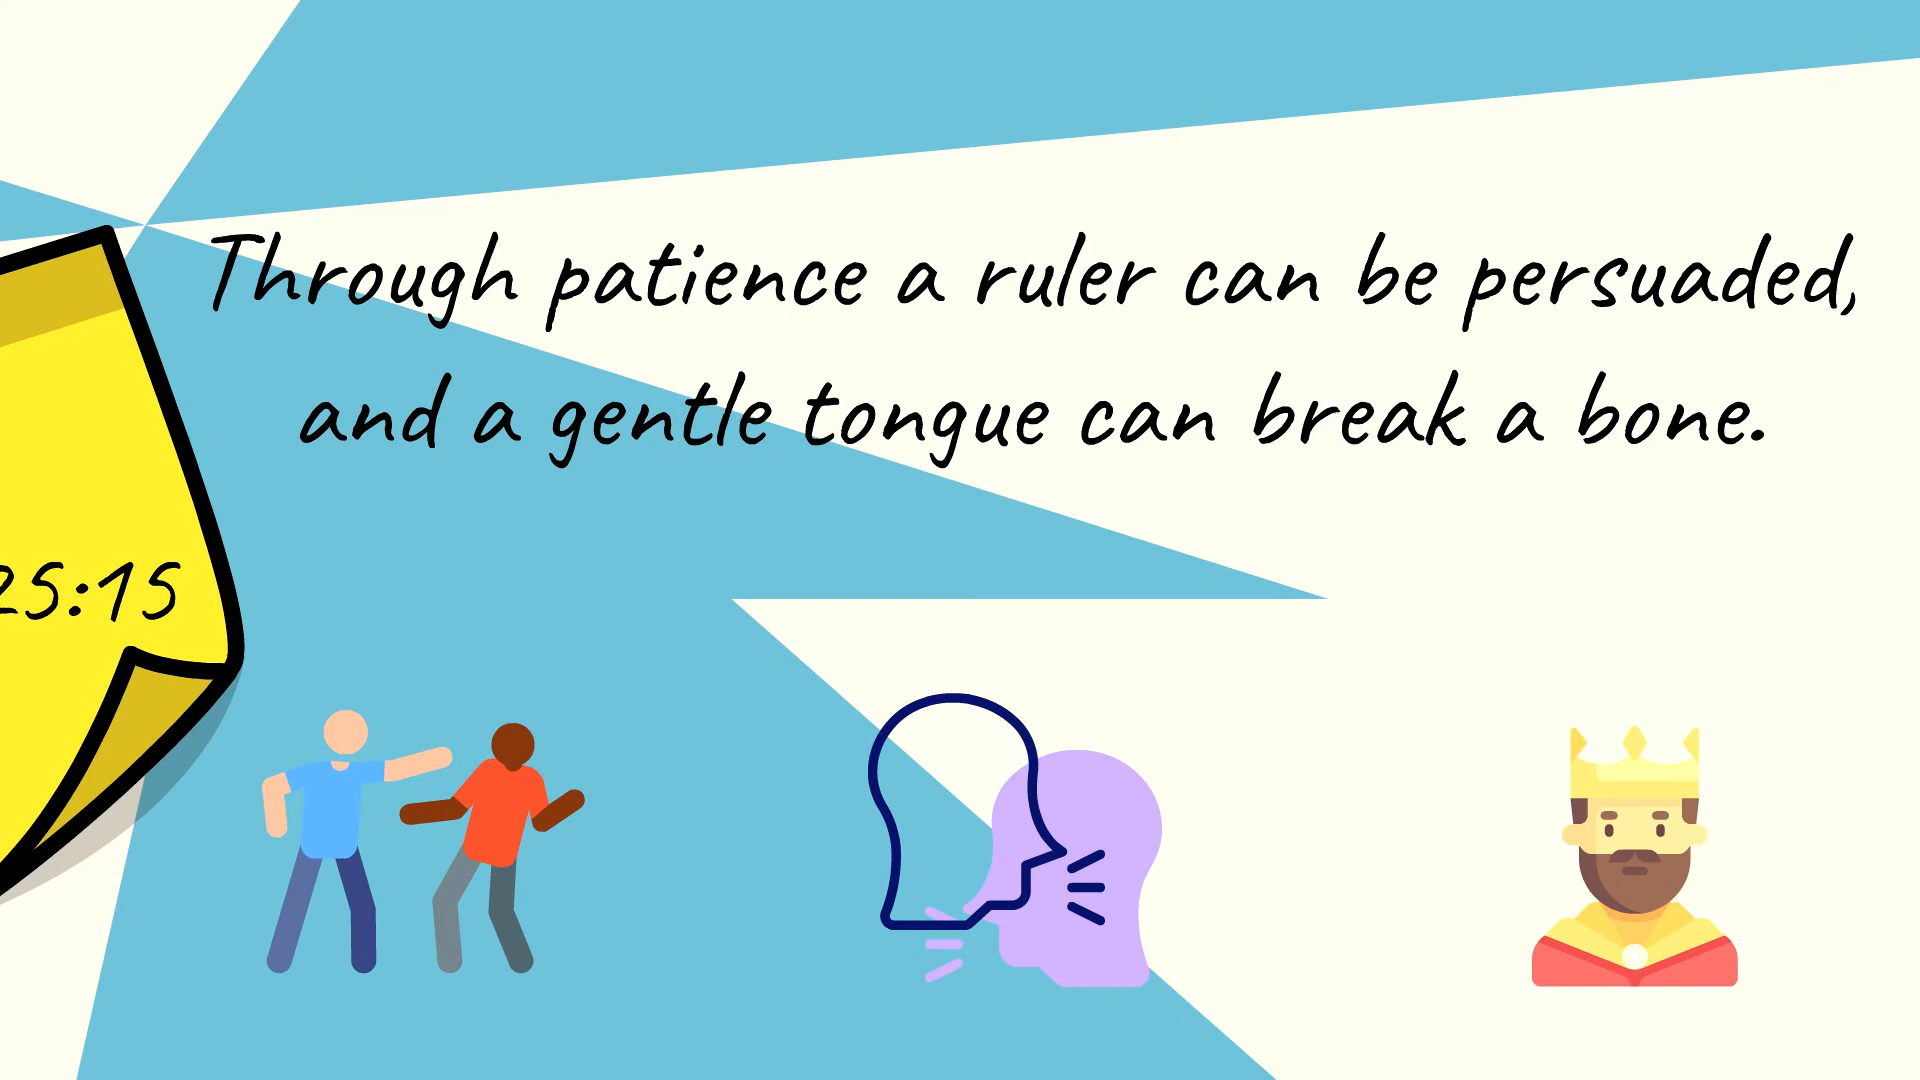 Through patience a ruler can be persuaded,
and a gentle tongue can break a bone.
25:15